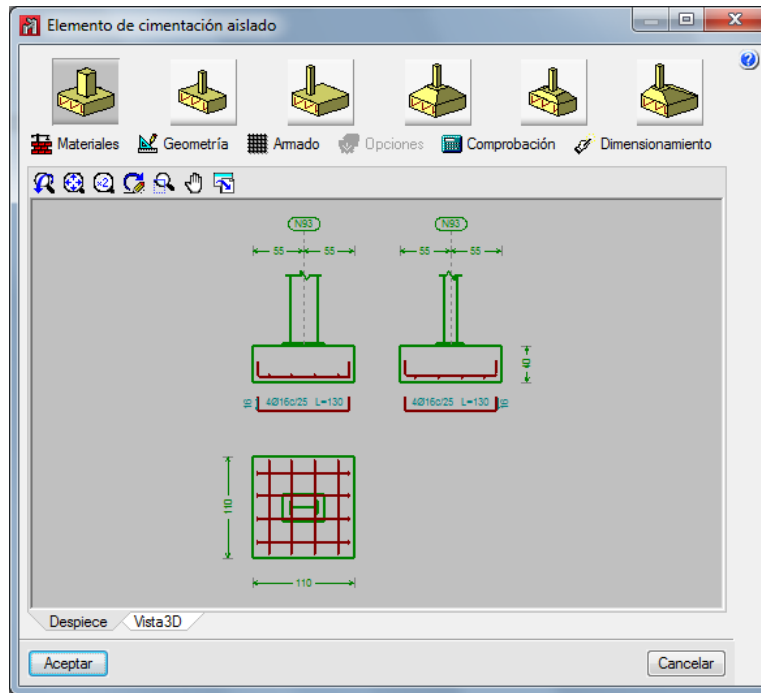 Elemento de cimentación aislado
Materiales Geometría Armado Opciones Comprobación Dimensionamiento
x2
N93 N93
55 55 55 55
40
16 4Ø16c/25 L=130 4Ø16c/25 L=130 16
110
110
Despiece Vista3D
Aceptar Cancelar